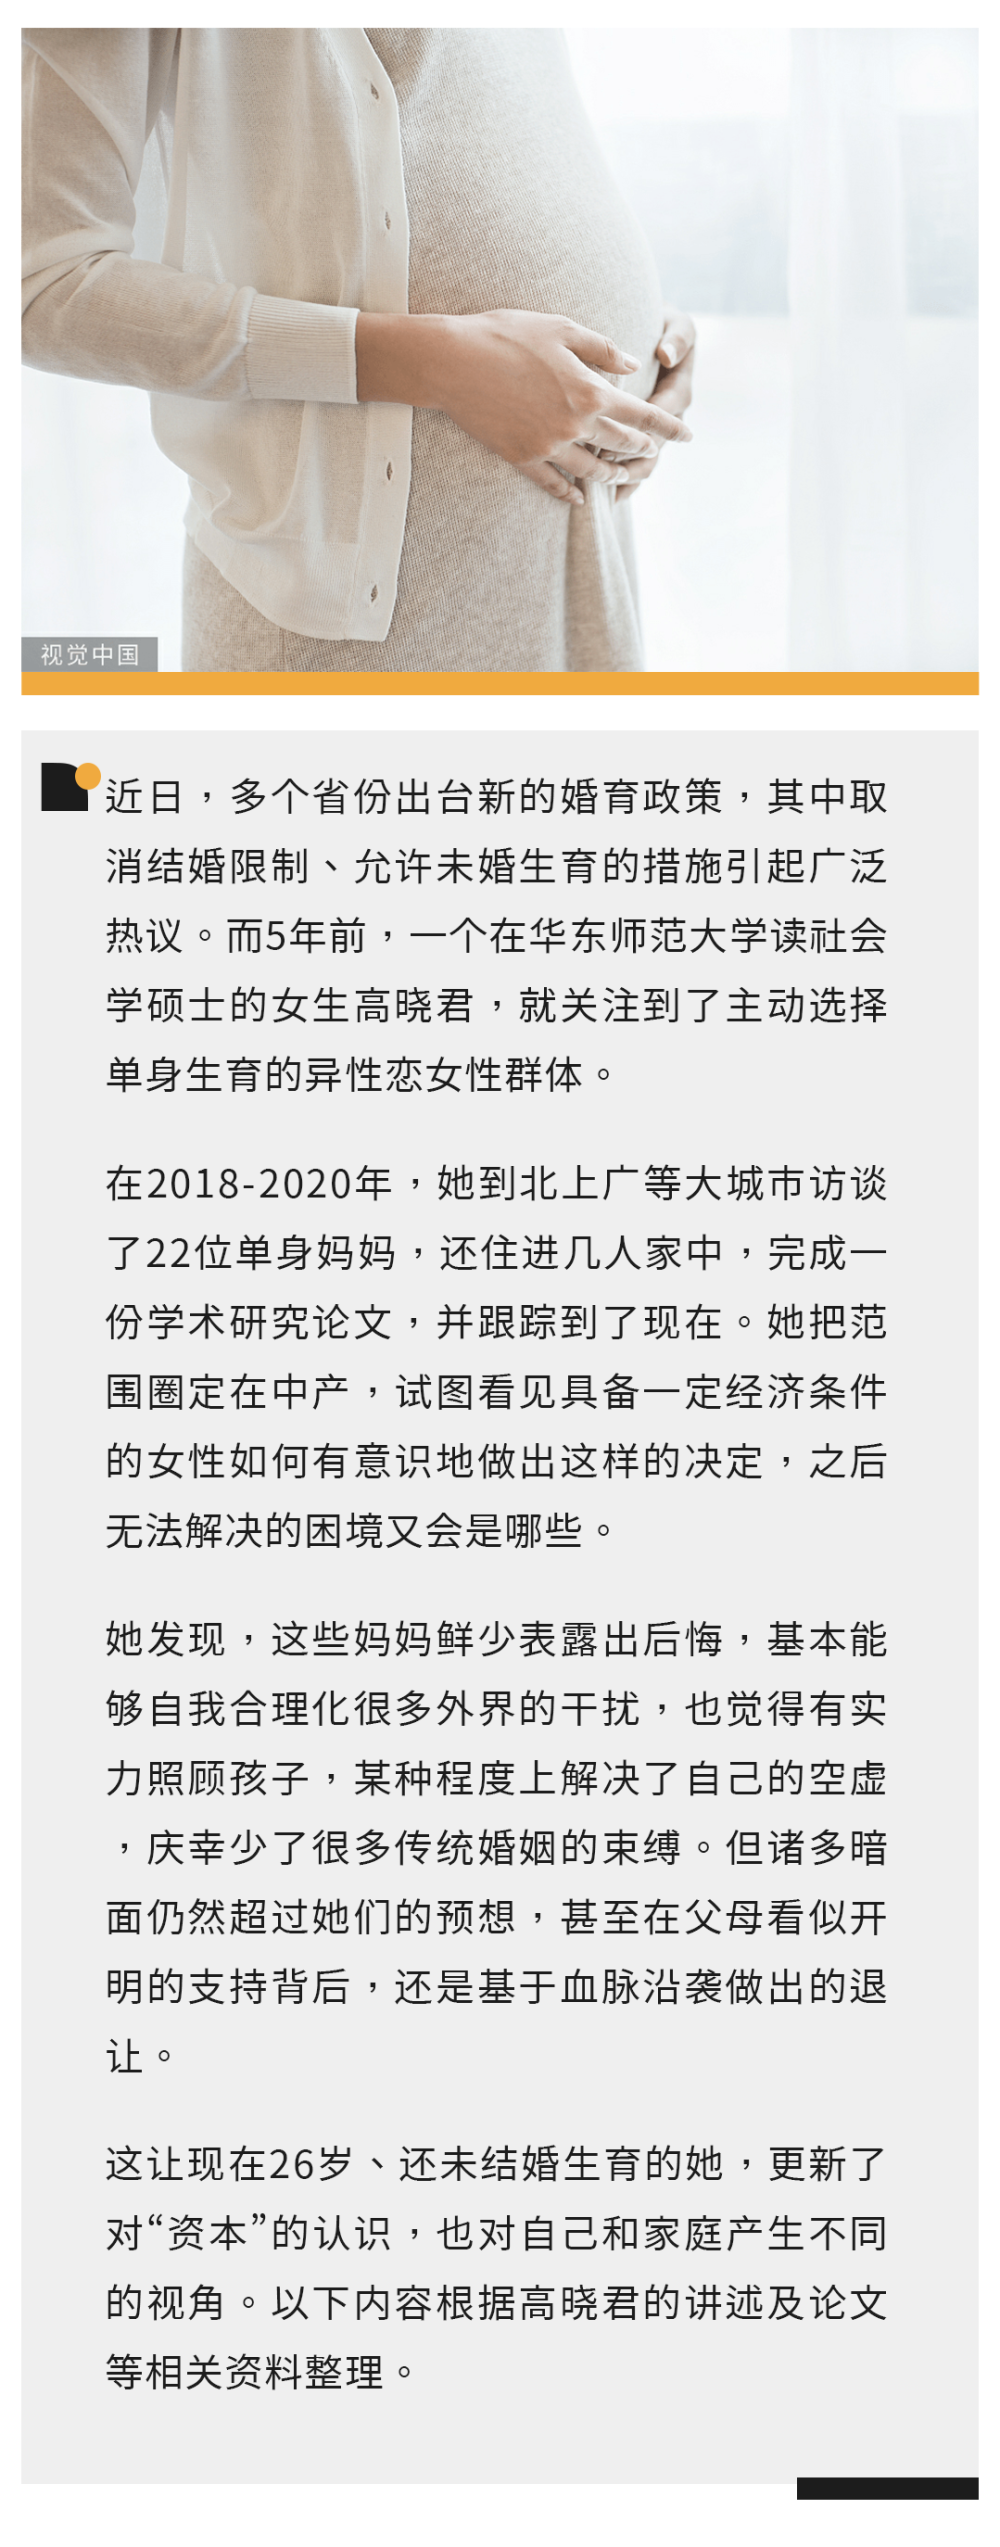 视觉中国
近日，多个省份出台新的婚育政策，其中取
消结婚限制、允许未婚生育的措施引起广泛
热议。而5年前，一个在华东师范大学读社会
学硕士的女生高晓君，就关注到了主动选择
单身生育的异性恋女性群体。
在2018-2020年，她到北上广等大城市访谈
了22位单身妈妈，还住进几人家中，完成一
份学术研究论文，并跟踪到了现在。她把范
围圈定在中产，试图看见具备一定经济条件
的女性如何有意识地做出这样的决定，之后
无法解决的困境又会是哪些。
她发现，这些妈妈鲜少表露出后悔，基本能
够自我合理化很多外界的干扰，也觉得有实
力照顾孩子，某种程度上解决了自己的空虚
，庆幸少了很多传统婚姻的束缚。但诸多暗
面仍然超过她们的预想，甚至在父母看似开
明的支持背后，还是基于血脉沿袭做出的退
让。
这让现在26岁、还未结婚生育的她，更新了
对“资本”的认识，也对自己和家庭产生不同
的视角。以下内容根据高晓君的讲述及论文
等相关资料整理。